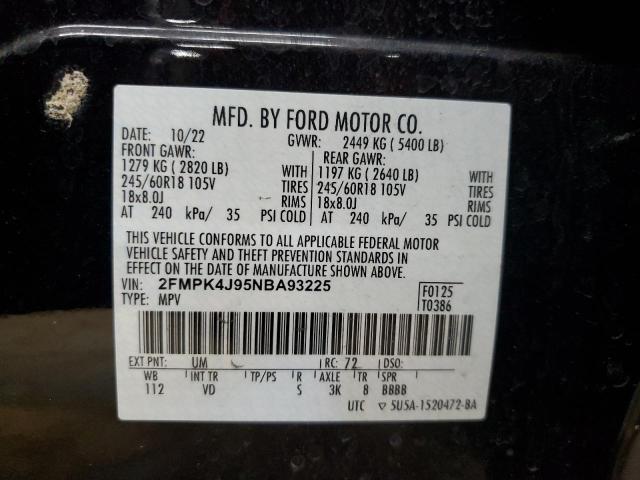 MFD. BY FORD MOTOR CO.
DATE: 10/22 GVWR: 2449 KG ( 5400 LB)
FRONT GAWR: REAR GAWR:
1279 KG ( 2820 LB) WITH 1197 KG ( 2640 LB) WITH
245/60R18 105V TIRES 245/60R18 105V TIRES
18x8.0J RIMS 18x8.0J RIMS
AT 240 kPa/ 35 PSI COLD AT 240 kPa/ 35 PSI COLD
THIS VEHICLE CONFORMS TO ALL APPLICABLE FEDERAL MOTOR
VEHICLE SAFETY AND THEFT PREVENTION STANDARDS IN
EFFECT ON THE DATE OF MANUFACTURE SHOWN ABOVE.
VIN: 2FMPK4J95NBA93225 F0125
TYPE: MPV T0386
EXT PNT: UM RC: 72 DSO:
WB INT TR TP/PS R AXLE TR SPR
112 VD S 3K 8 BBBB
UTC ▽ 5U5A-1520472-BA